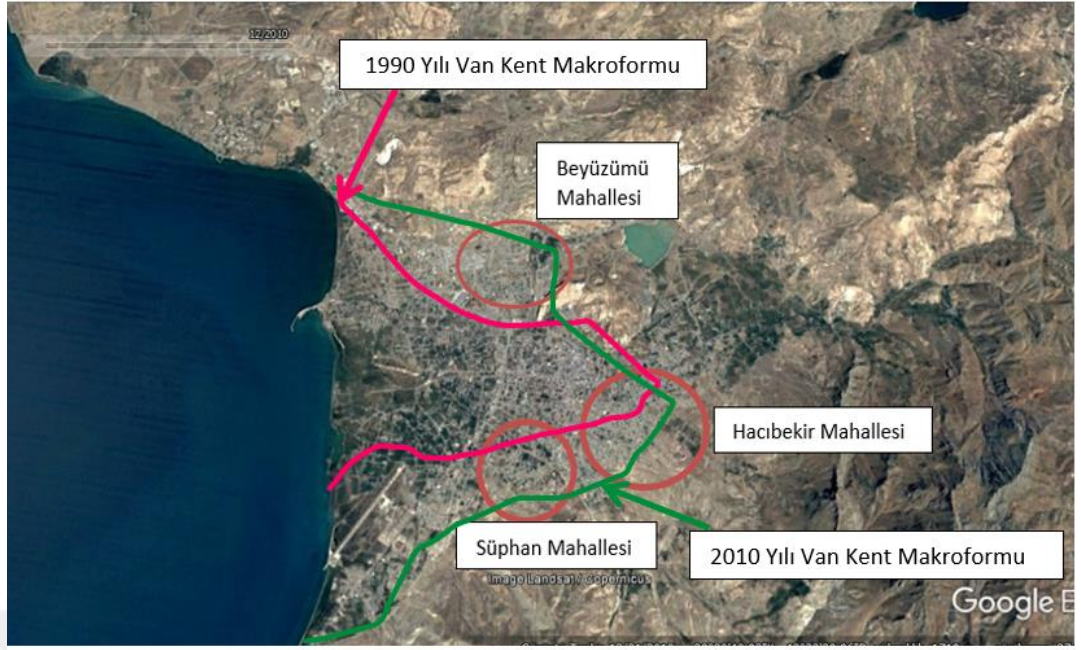 12/2010
1990 Yılı Van Kent Makroformu
Beyüzümü
Mahallesi
Hacıbekir Mahallesi
Süphan Mahallesi
2010 Yılı Van Kent Makroformu
Image Landsat / Copernicus
Google E